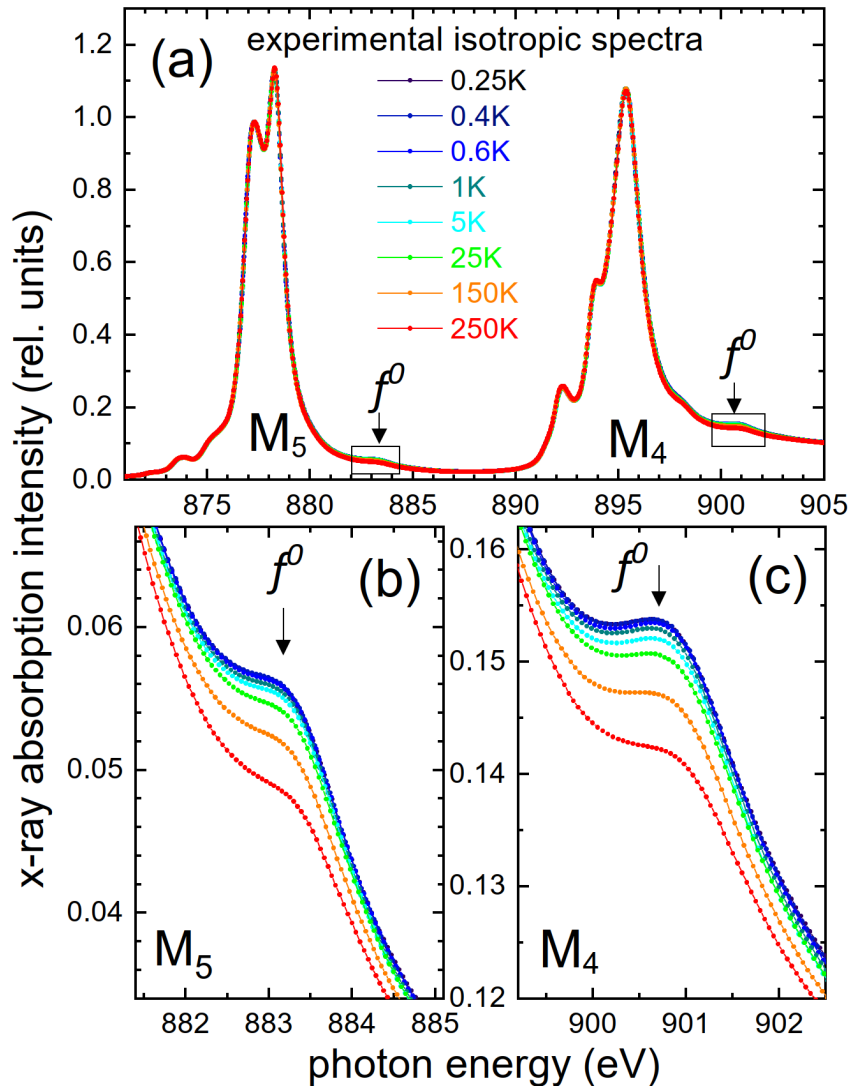 experimental isotropic spectra
(a)
0.25K
0.4K
0.6K
1K
5K
25K
150K
250K
f⁰
f⁰
M₅
M₄
1.2
1.0
0.8
0.6
0.4
0.2
0.0
875 880 885 890 895 900 905
x-ray absorbption intensity (rel. units)
(b)
f⁰
M₅
0.06
0.05
0.04
882 883 884 885
(c)
f⁰
M₄
0.16
0.15
0.14
0.13
0.12
900 901 902
photon energy (eV)